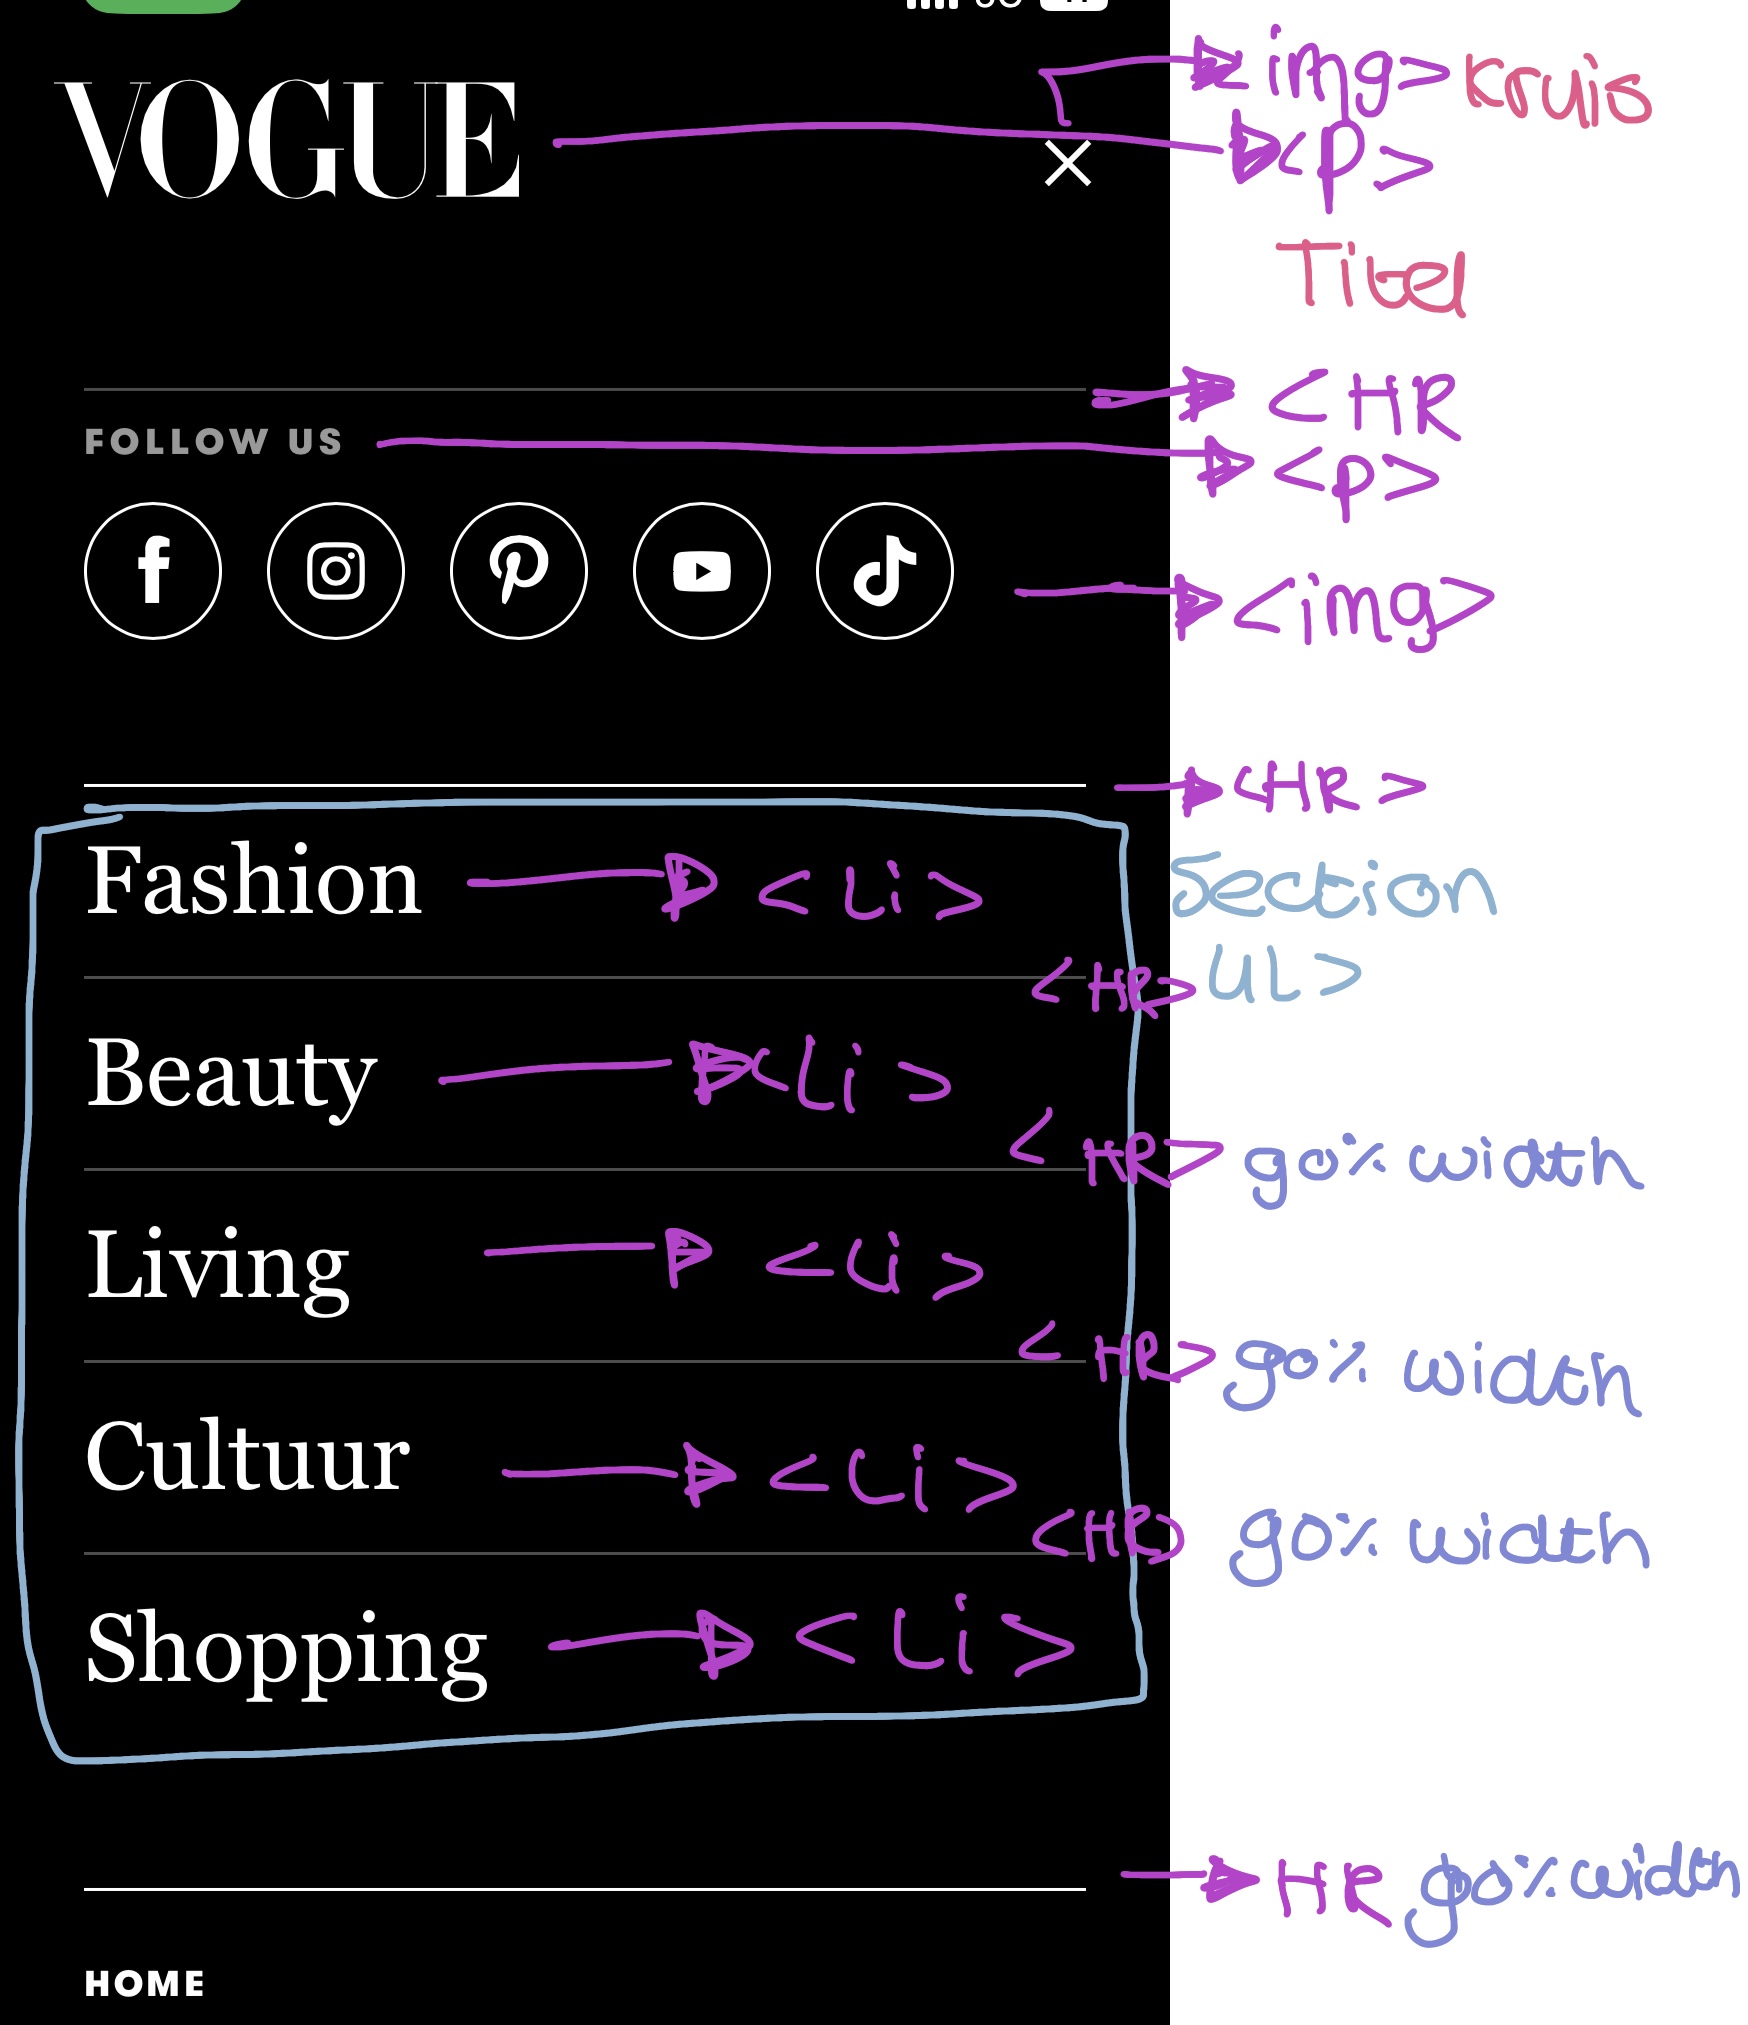 img> Kruis
VOGUE
<p>
Titel
<HR
FOLLOW US
<p>
<img>
<HR>
Fashion <Li>
Section
<HR> UL>
Beauty <Li>
<HR> 90% width
Living <Li>
<HR> 90% width
Cultuur <Li>
<HR> 90% width
Shopping <Li>
HR 90% width
HOME